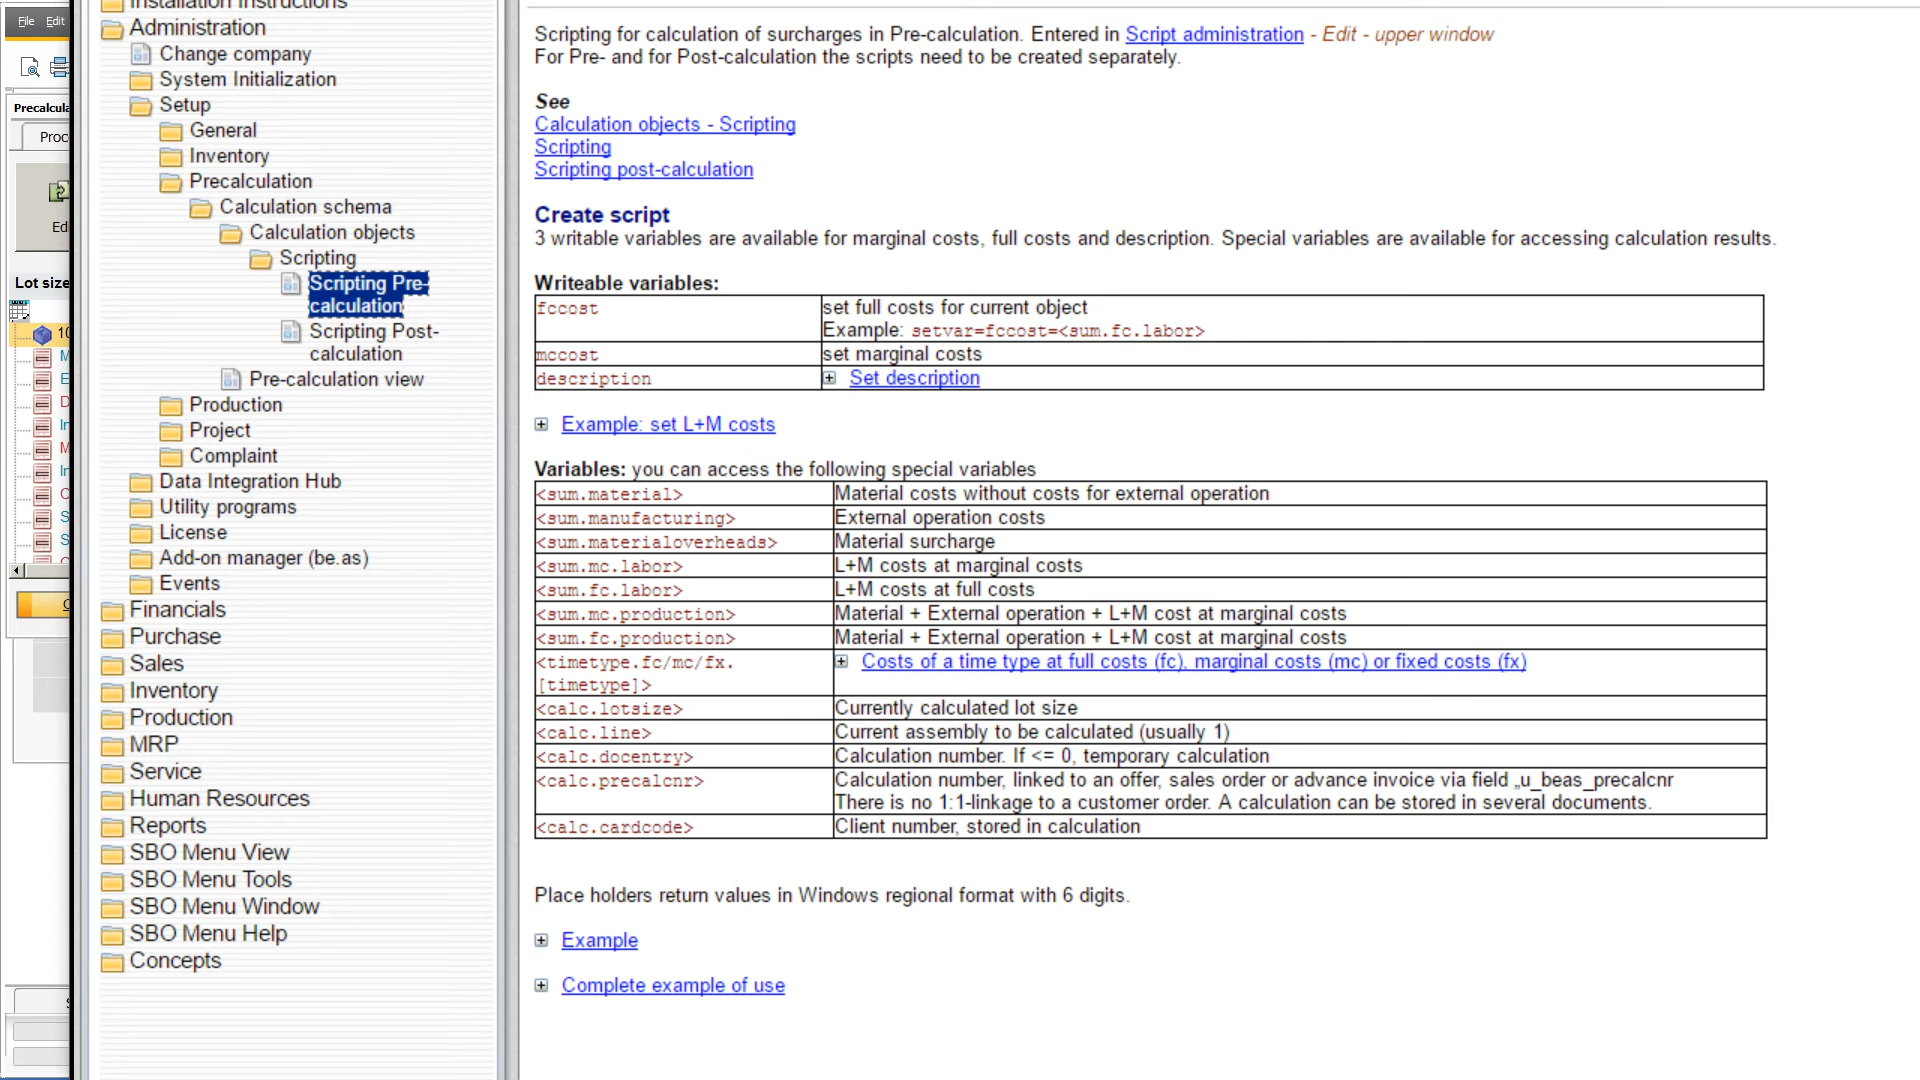 File Edit
Precalcula
Proc
Lot size
Installation Instructions
Administration
Change company
System Initialization
Setup
General
Inventory
Precalculation
Calculation schema
Calculation objects
Scripting
Scripting Pre-
calculation
Scripting Post-
calculation
Pre-calculation view
Production
Project
Complaint
Data Integration Hub
Utility programs
License
Add-on manager (be.as)
Events
Financials
Purchase
Sales
Inventory
Production
MRP
Service
Human Resources
Reports
SBO Menu View
SBO Menu Tools
SBO Menu Window
SBO Menu Help
Concepts
Scripting for calculation of surcharges in Pre-calculation. Entered in Script administration - Edit - upper window
For Pre- and for Post-calculation the scripts need to be created separately.
See
Calculation objects - Scripting
Scripting
Scripting post-calculation
Create script
3 writable variables are available for marginal costs, full costs and description. Special variables are available for accessing calculation results.
Writeable variables:
fccost set full costs for current object
Example: setvar=fccost=<sum.fc.labor>
mccost set marginal costs
description Set description
Example: set L+M costs
Variables: you can access the following special variables
<sum.material> Material costs without costs for external operation
<sum.manufacturing> External operation costs
<sum.materialoverheads> Material surcharge
<sum.mc.labor> L+M costs at marginal costs
<sum.fc.labor> L+M costs at full costs
<sum.mc.production> Material + External operation + L+M cost at marginal costs
<sum.fc.production> Material + External operation + L+M cost at marginal costs
<timetype.fc/mc/fx. Costs of a time type at full costs (fc), marginal costs (mc) or fixed costs (fx)
[timetype]>
<calc.lotsize> Currently calculated lot size
<calc.line> Current assembly to be calculated (usually 1)
<calc.docentry> Calculation number. If <= 0, temporary calculation
<calc.precalcnr> Calculation number, linked to an offer, sales order or advance invoice via field „u_beas_precalcnr
There is no 1:1-linkage to a customer order. A calculation can be stored in several documents.
<calc.cardcode> Client number, stored in calculation
Place holders return values in Windows regional format with 6 digits.
Example
Complete example of use